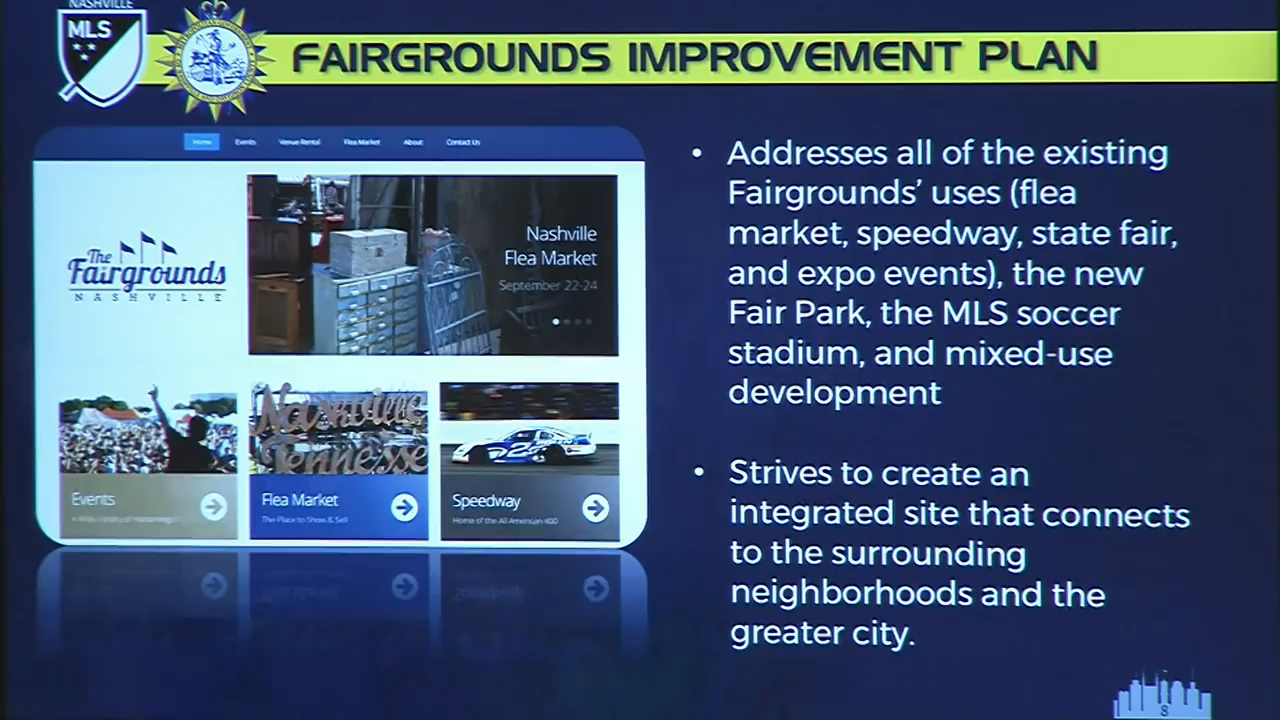 NASHVILLE
MLS
FAIRGROUNDS IMPROVEMENT PLAN
Home Events Venue Rental Flea Market About Contact Us
The
Fairgrounds
NASHVILLE
Nashville
Flea Market
September 22-24
Nashville
Tennessee
Events
Flea Market
The Place to Show & Sell
Speedway
Home of the All American 400
• Addresses all of the existing
Fairgrounds’ uses (flea
market, speedway, state fair,
and expo events), the new
Fair Park, the MLS soccer
stadium, and mixed-use
development
• Strives to create an
integrated site that connects
to the surrounding
neighborhoods and the
greater city.
8